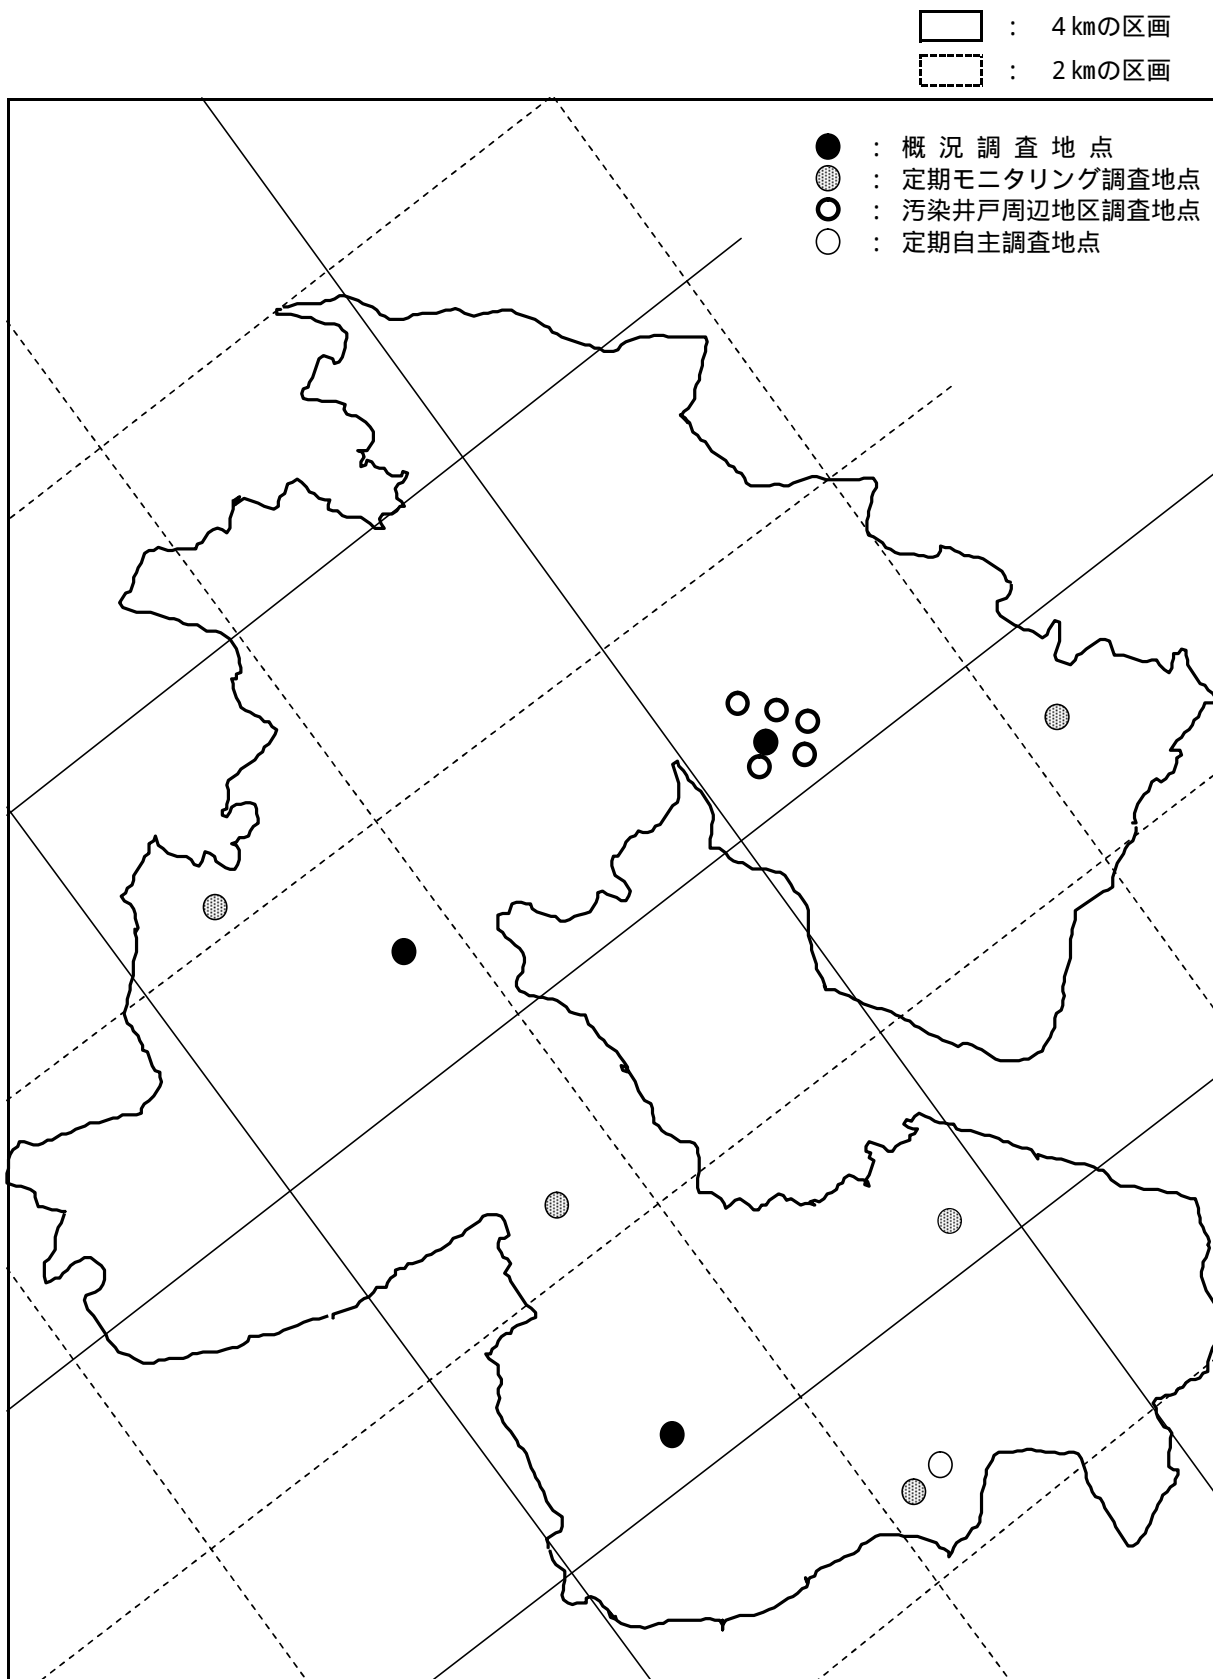 ： 4㎞の区画
： 2㎞の区画
： 概況調査地点
： 定期モニタリング調査地点
： 汚染井戸周辺地区調査地点
： 定期自主調査地点